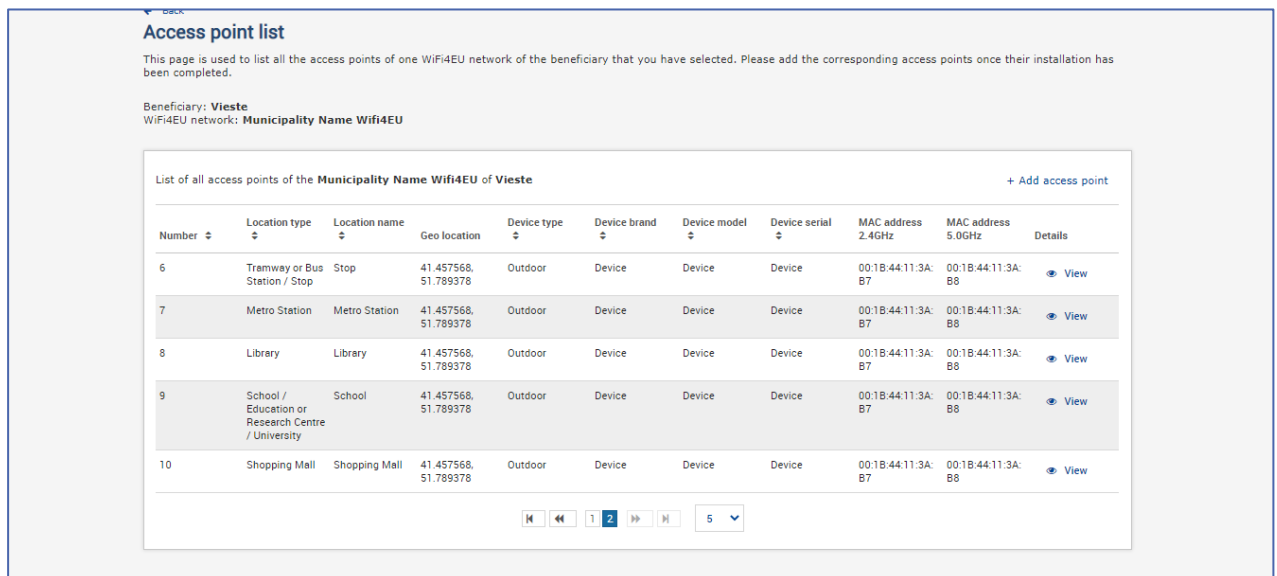 Back
Access point list
This page is used to list all the access points of one WiFi4EU network of the beneficiary that you have selected. Please add the corresponding access points once their installation has
been completed.
Beneficiary: Vieste
WiFi4EU network: Municipality Name Wifi4EU
List of all access points of the Municipality Name Wifi4EU of Vieste
+ Add access point
Number Location type Location name Geo location Device type Device brand Device model Device serial MAC address 2.4GHz MAC address 5.0GHz Details
6 Tramway or Bus Station / Stop Stop 41.457568, 51.789378 Outdoor Device Device Device 00:1B:44:11:3A:B7 00:1B:44:11:3A:B8 View
7 Metro Station Metro Station 41.457568, 51.789378 Outdoor Device Device Device 00:1B:44:11:3A:B7 00:1B:44:11:3A:B8 View
8 Library Library 41.457568, 51.789378 Outdoor Device Device Device 00:1B:44:11:3A:B7 00:1B:44:11:3A:B8 View
9 School / Education or Research Centre / University School 41.457568, 51.789378 Outdoor Device Device Device 00:1B:44:11:3A:B7 00:1B:44:11:3A:B8 View
10 Shopping Mall Shopping Mall 41.457568, 51.789378 Outdoor Device Device Device 00:1B:44:11:3A:B7 00:1B:44:11:3A:B8 View
1 2 5